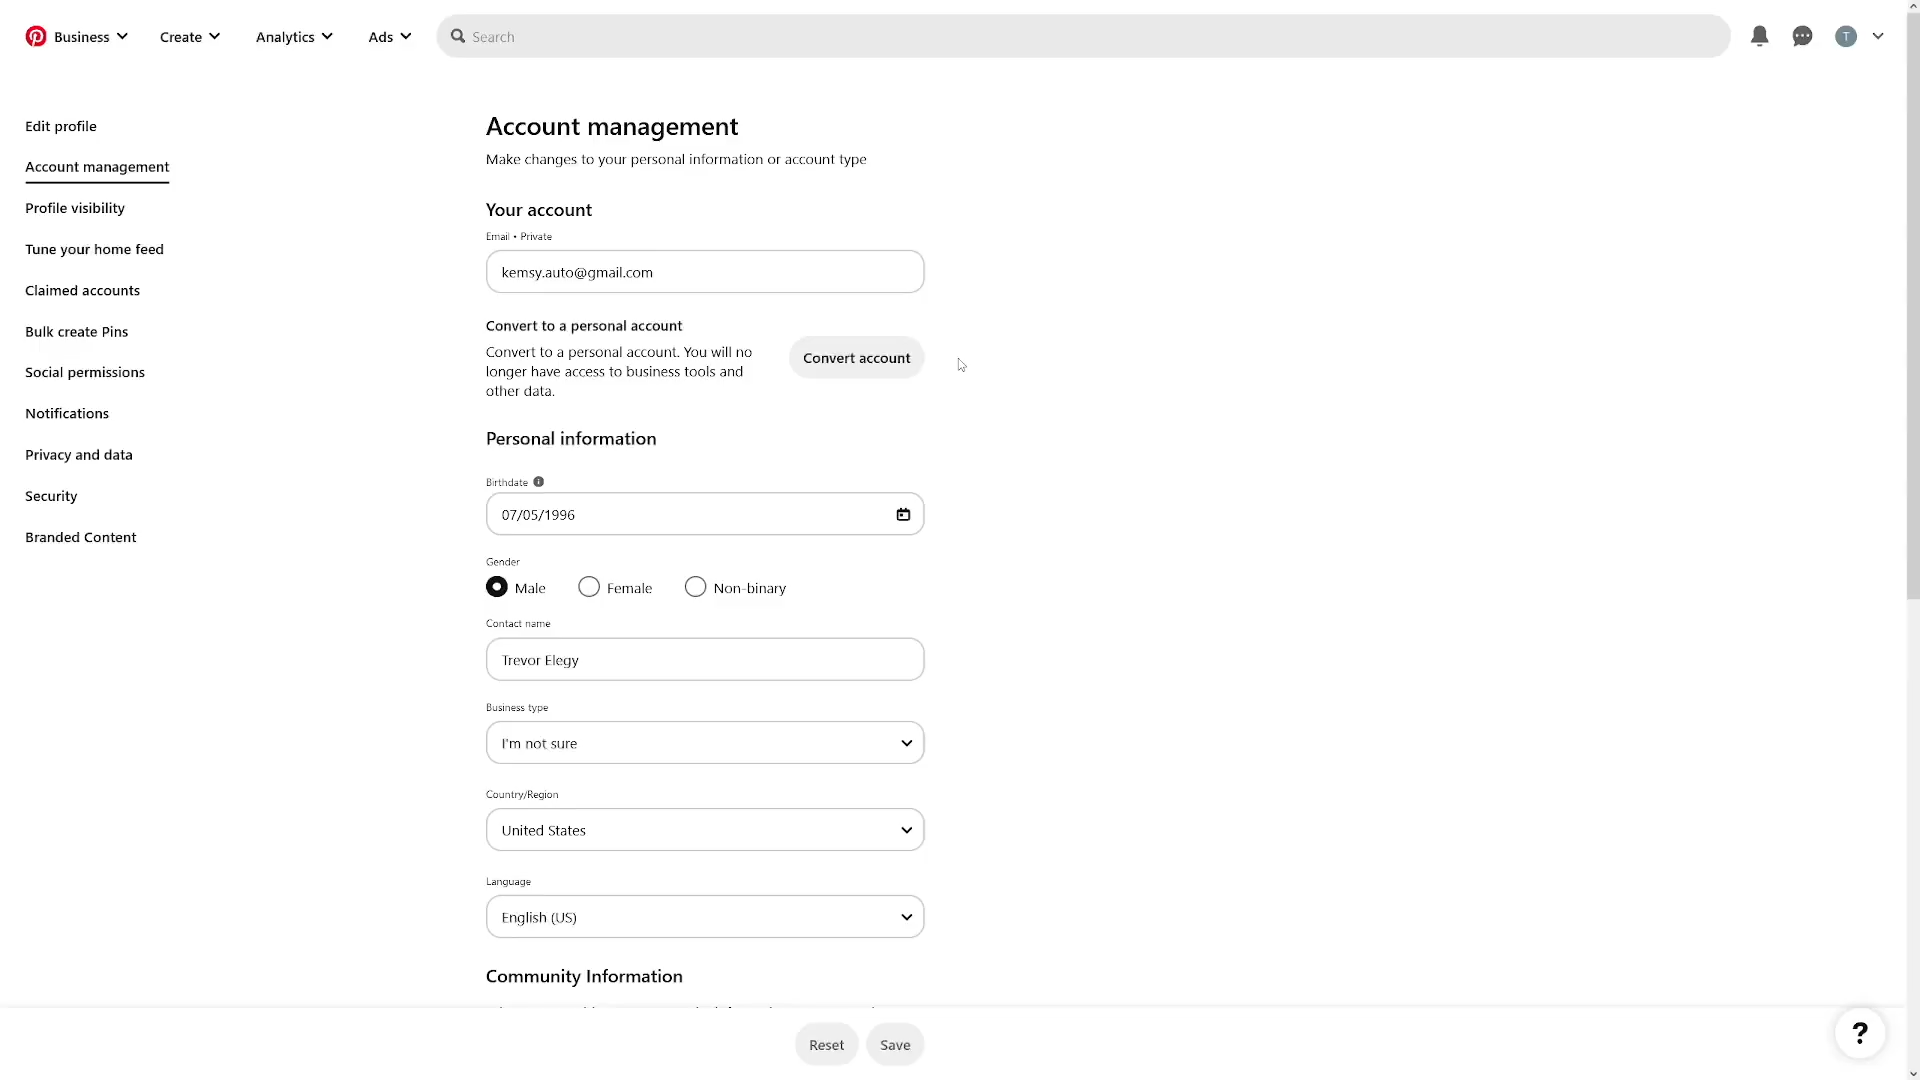 Business
Create
Analytics
Ads
Search
T
Edit profile
Account management
Profile visibility
Tune your home feed
Claimed accounts
Bulk create Pins
Social permissions
Notifications
Privacy and data
Security
Branded Content
Account management
Make changes to your personal information or account type
Your account
Email • Private
kemsy.auto@gmail.com
Convert to a personal account
Convert to a personal account. You will no
longer have access to business tools and
other data.
Convert account
Personal information
Birthdate
07/05/1996
Gender
Male
Female
Non-binary
Contact name
Trevor Elegy
Business type
I'm not sure
Country/Region
United States
Language
English (US)
Community Information
Reset
Save
?